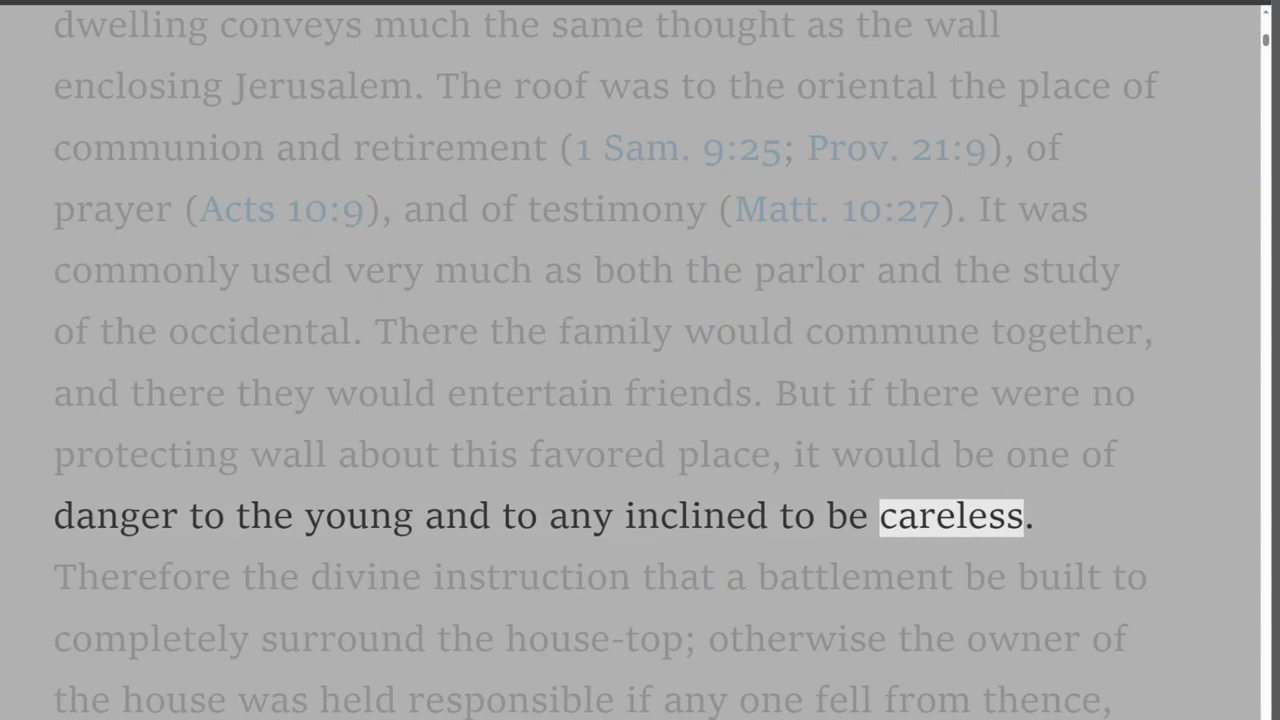 dwelling conveys much the same thought as the wall
enclosing Jerusalem. The roof was to the oriental the place of
communion and retirement (1 Sam. 9:25; Prov. 21:9), of
prayer (Acts 10:9), and of testimony (Matt. 10:27). It was
commonly used very much as both the parlor and the study
of the occidental. There the family would commune together,
and there they would entertain friends. But if there were no
protecting wall about this favored place, it would be one of
danger to the young and to any inclined to be careless.
Therefore the divine instruction that a battlement be built to
completely surround the house-top; otherwise the owner of
the house was held responsible if any one fell from thence,